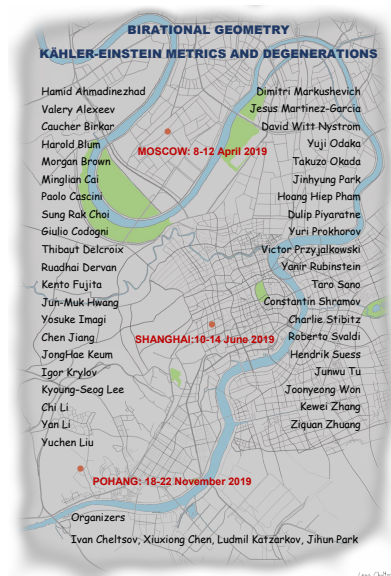 BIRATIONAL GEOMETRY
KÄHLER-EINSTEIN METRICS AND DEGENERATIONS
Hamid Ahmadinezhad
Valery Alexeev
Caucher Birkar
Harold Blum
Morgan Brown
Minglian Cai
Paolo Cascini
Sung Rak Choi
Giulio Codogni
Thibaut Delcroix
Ruadhai Dervan
Kento Fujita
Jun-Muk Hwang
Yosuke Imagi
Chen Jiang
JongHae Keum
Igor Krylov
Kyoung-Seog Lee
Chi Li
Yan Li
Yuchen Liu
Dimitri Markushevich
Jesus Martinez-Garcia
David Witt Nystrom
Yuji Odaka
Takuzo Okada
Jinhyung Park
Hoang Hiep Pham
Dulip Piyaratne
Yuri Prokhorov
Victor Przyjalkowski
Yanir Rubinstein
Taro Sano
Constantin Shramov
Charlie Stibitz
Roberto Svaldi
Hendrik Suess
Junwu Tu
Joonyeong Won
Kewei Zhang
Ziquan Zhuang
MOSCOW: 8-12 April 2019
SHANGHAI:10-14 June 2019
POHANG: 18-22 November 2019
Organizers
Ivan Cheltsov, Xiuxiong Chen, Ludmil Katzarkov, Jihun Park